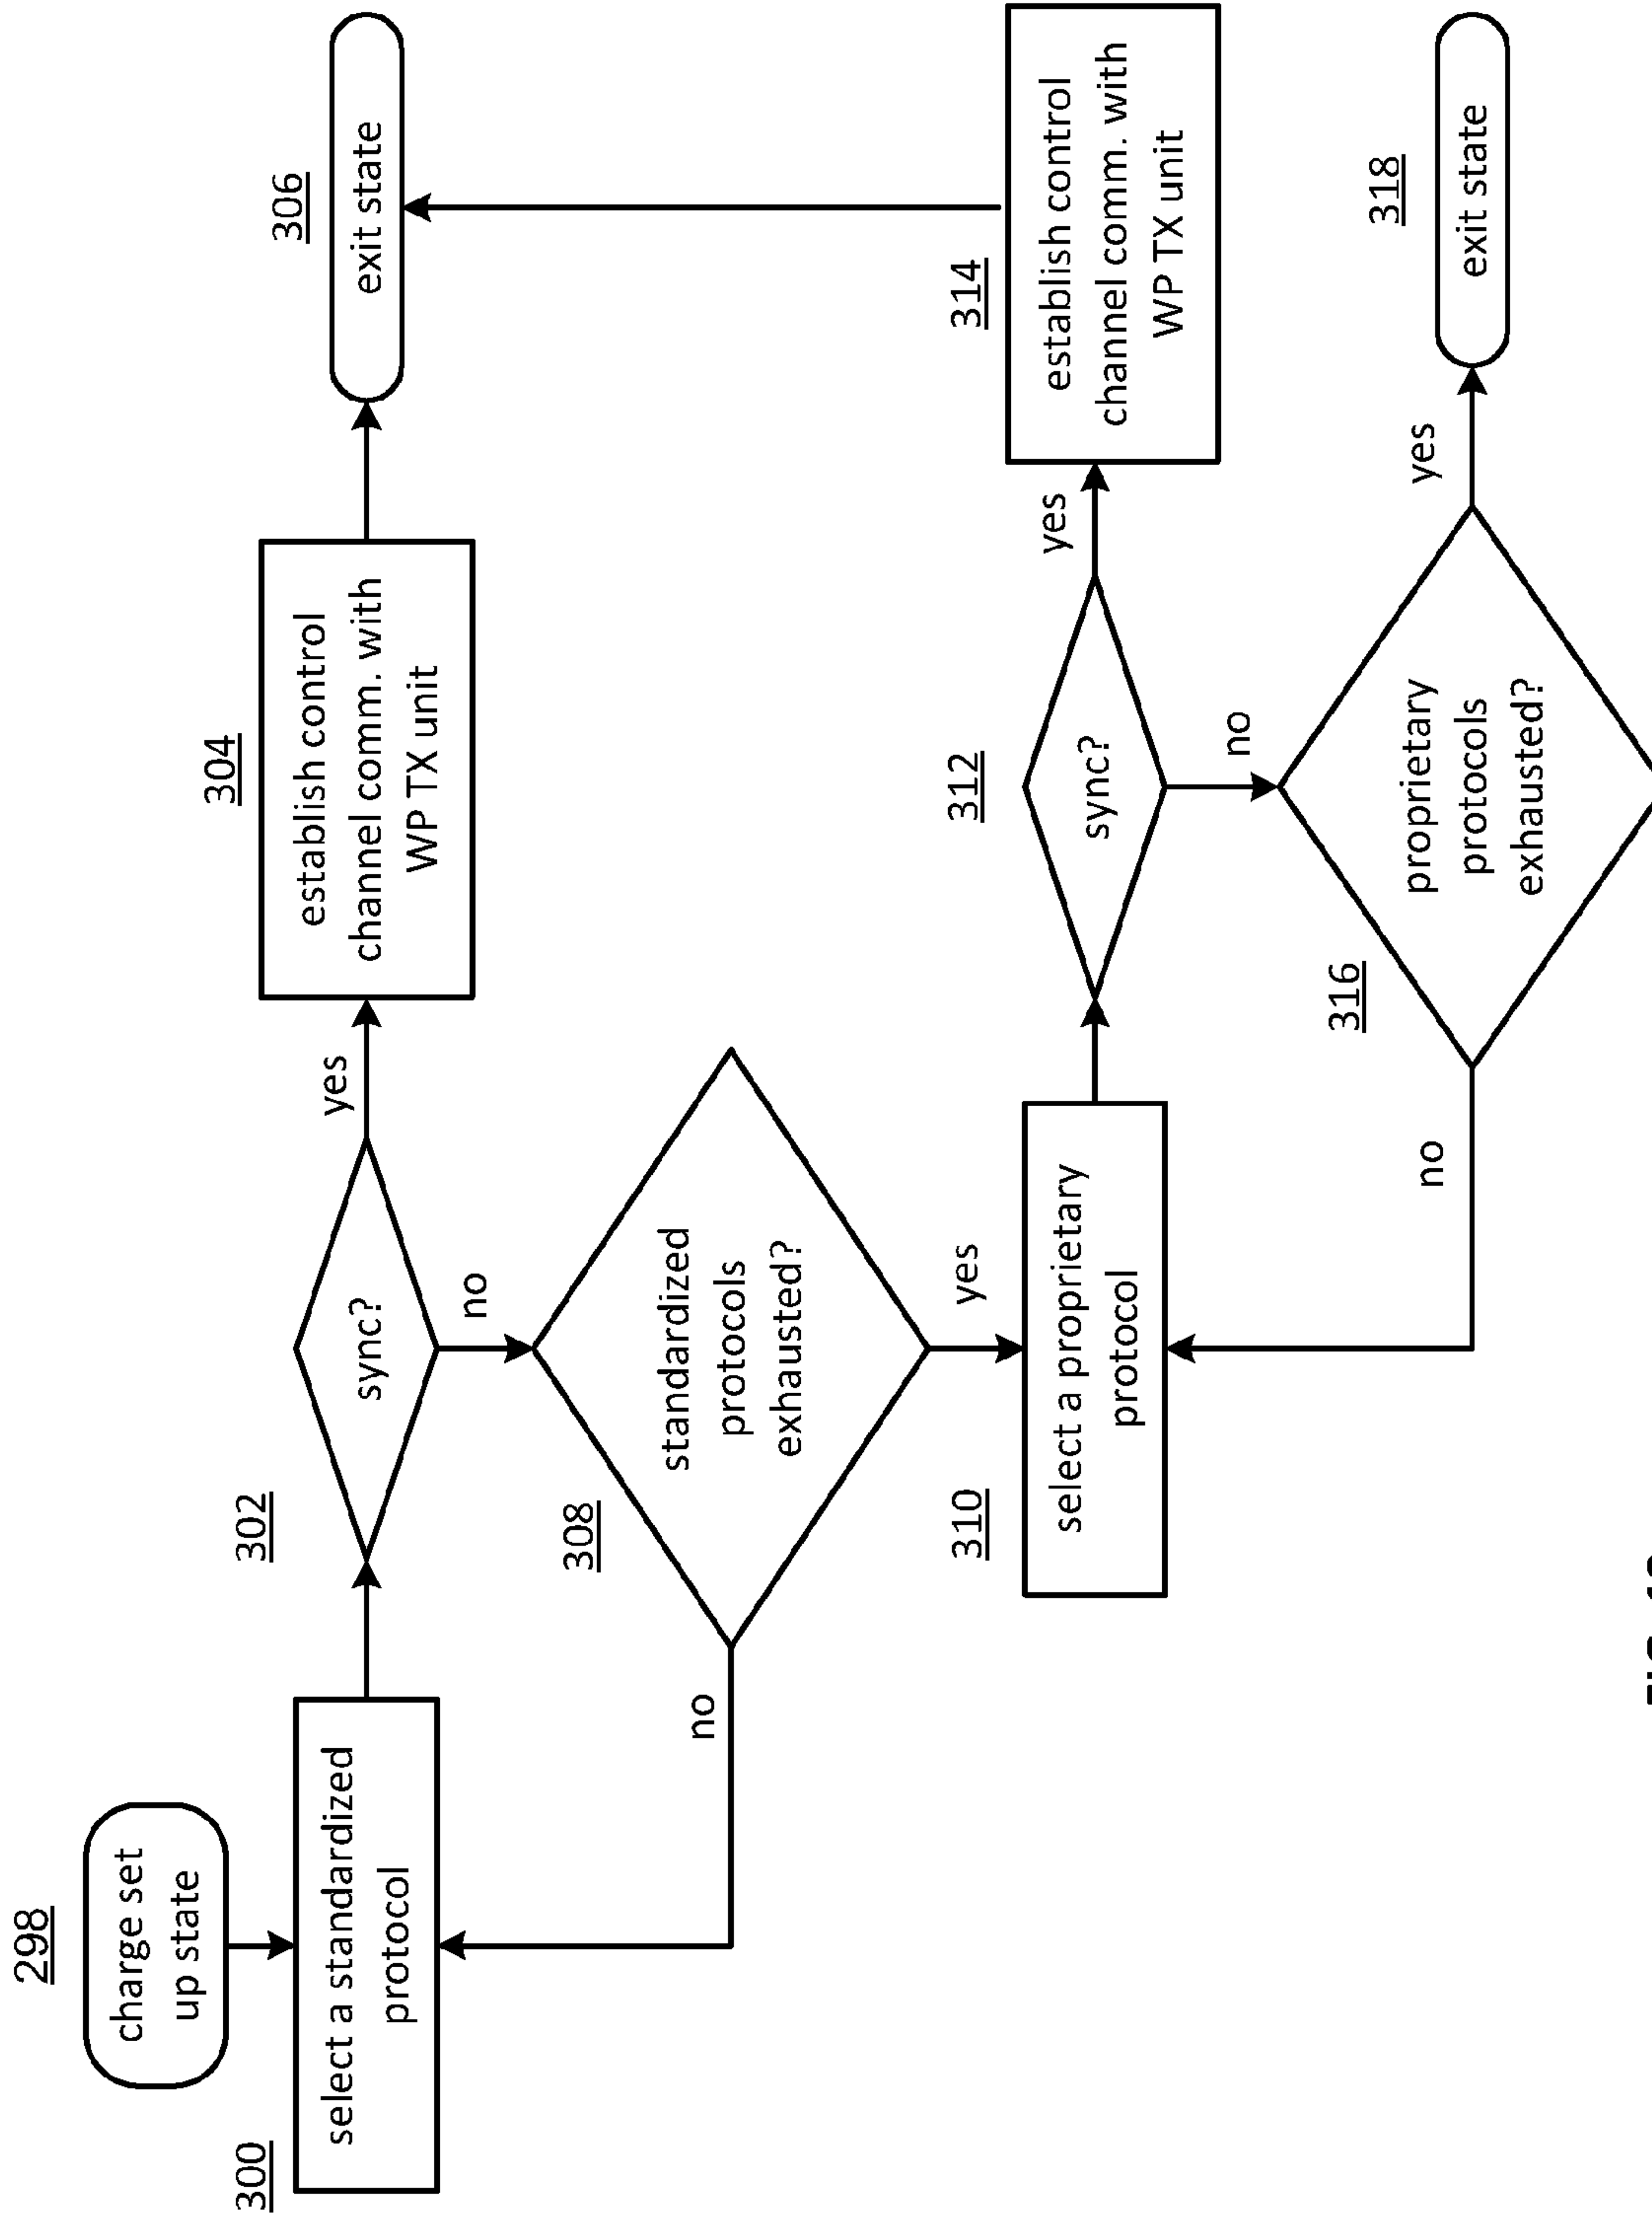 298
charge set
up state
300
select a standardized
protocol
302
sync?
yes
no
304
establish control
channel comm. with
WP TX unit
306
exit state
308
standardized
protocols
exhausted?
no
yes
310
select a proprietary
protocol
312
sync?
yes
no
314
establish control
channel comm. with
WP TX unit
316
proprietary
protocols
exhausted?
no
yes
318
exit state